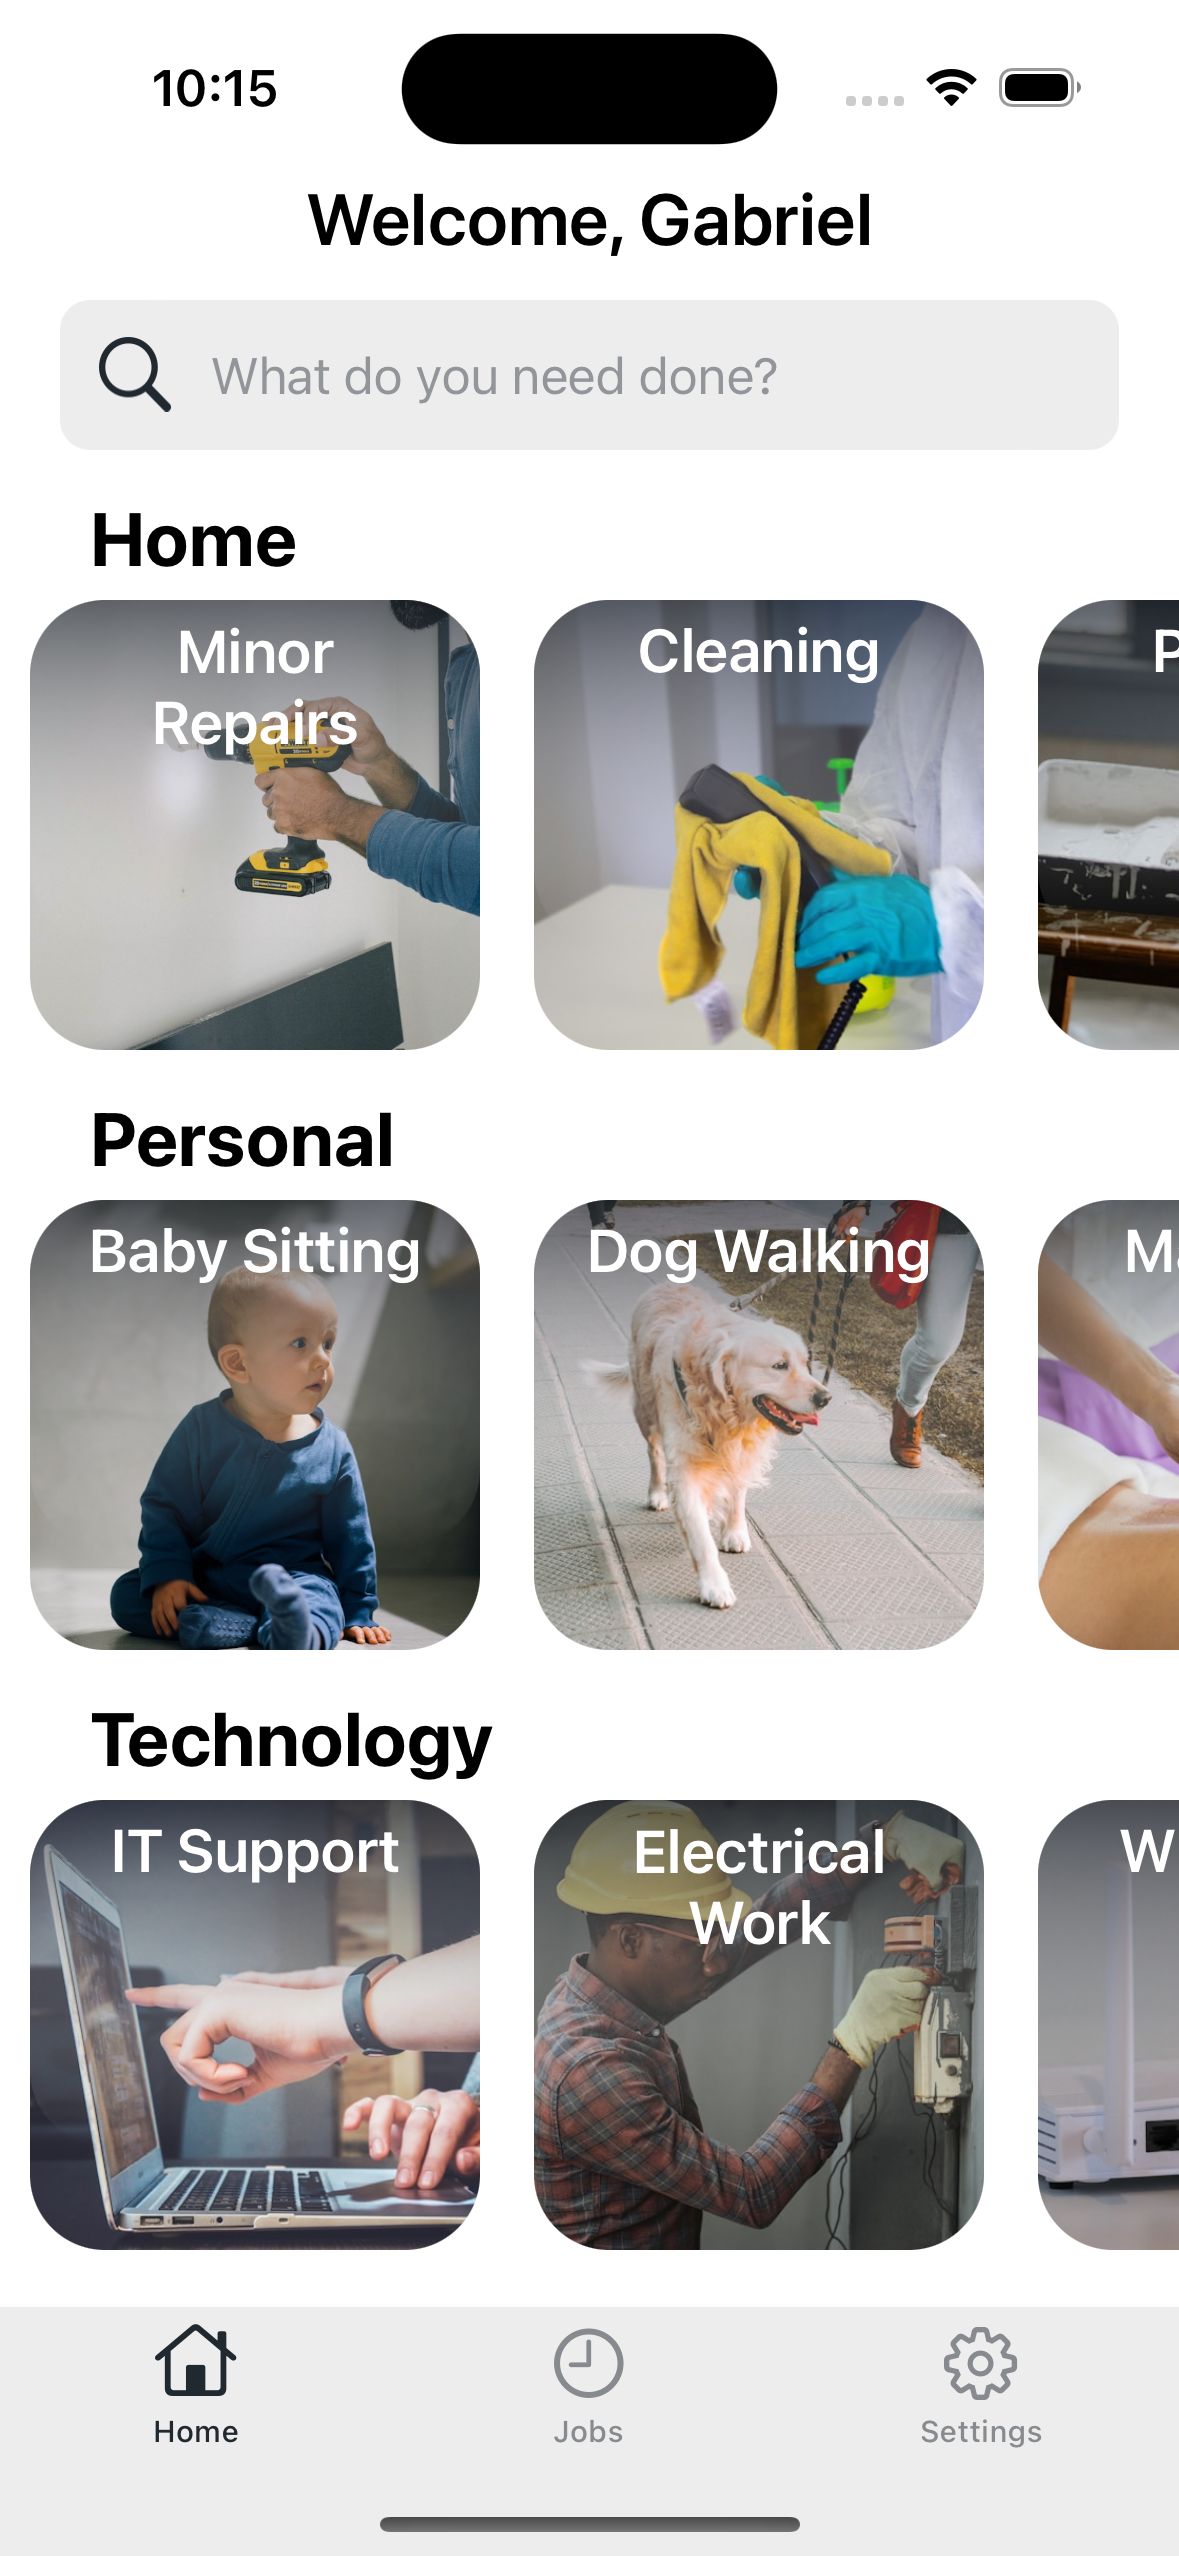 10:15
Welcome, Gabriel
What do you need done?
Home
Minor
Repairs
Cleaning
P
Personal
Baby Sitting
Dog Walking
Ma
Technology
IT Support
Electrical
Work
W
Home
Jobs
Settings